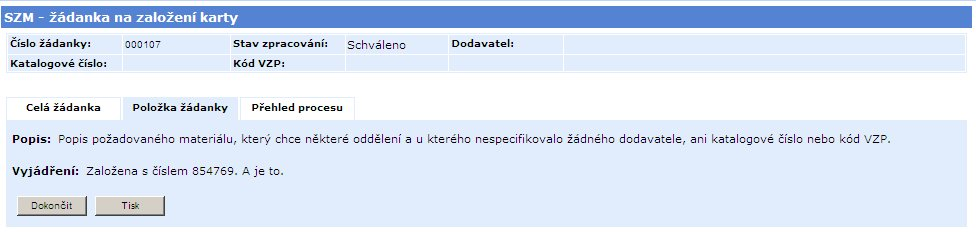 SZM - žádanka na založení karty
Číslo žádanky: 000107 Stav zpracování: Schváleno Dodavatel:
Katalogové číslo: Kód VZP:
Celá žádanka Položka žádanky Přehled procesu
Popis: Popis požadovaného materiálu, který chce některé oddělení a u kterého nespecifikovalo žádného dodavatele, ani katalogové číslo nebo kód VZP.
Vyjádření: Založena s číslem 854769. A je to.
Dokončit Tisk